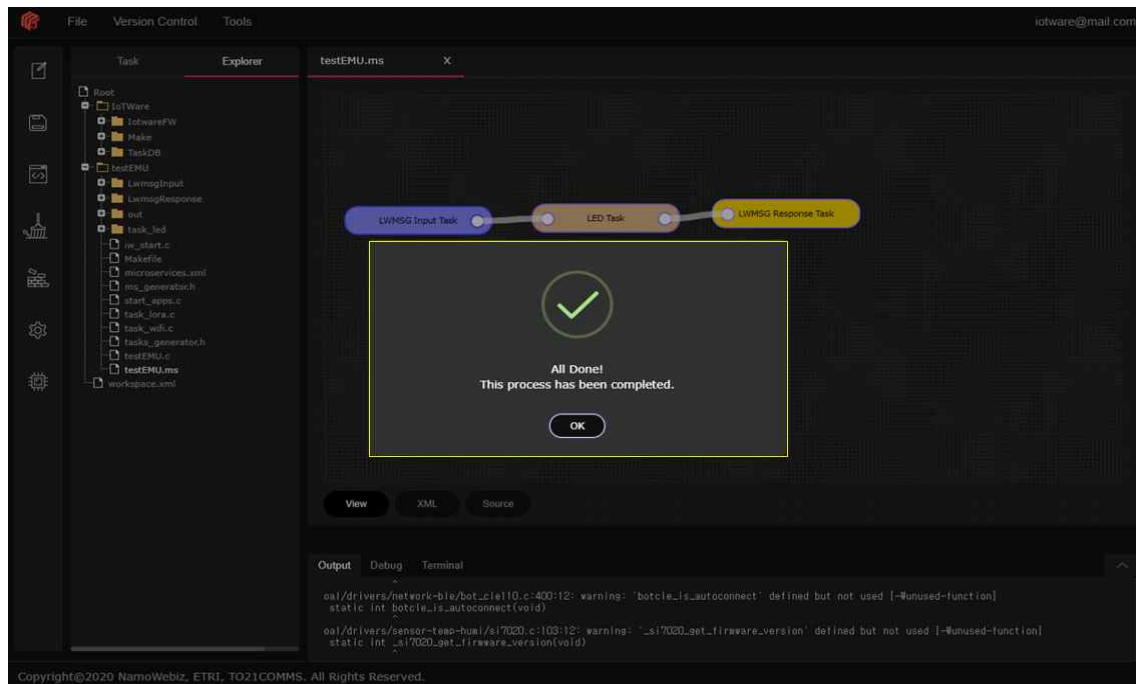 File Version Control Tools iotware@mail.com
Task Explorer testEMU.ms X
Root
IoTWare
IotwareFW
Make
TaskDB
testEMU
LwmsgInput
LwmsgResponse
out
task_led
iw_start.c
Makefile
microservices.xml
ms_generator.h
start_apps.c
task_lora.c
task_wifi.c
tasks_generator.h
testEMU.c
testEMU.ms
workspace.xml
LWMSG Input Task LED Task LWMSG Response Task
All Done!
This process has been completed.
OK
View XML Source
Output Debug Terminal
^
oal/drivers/network-ble/bot_cle110.c:400:12: warning: 'botcle_is_autoconnect' defined but not used [-Wunused-function]
static int botcle_is_autoconnect(void)
^
oal/drivers/sensor-temp-humi/si7020.c:103:12: warning: '_si7020_get_firmware_version' defined but not used [-Wunused-function]
static int _si7020_get_firmware_version(void)
^
Copyright©2020 NamoWebiz, ETRI, TO21COMMS. All Rights Reserved.